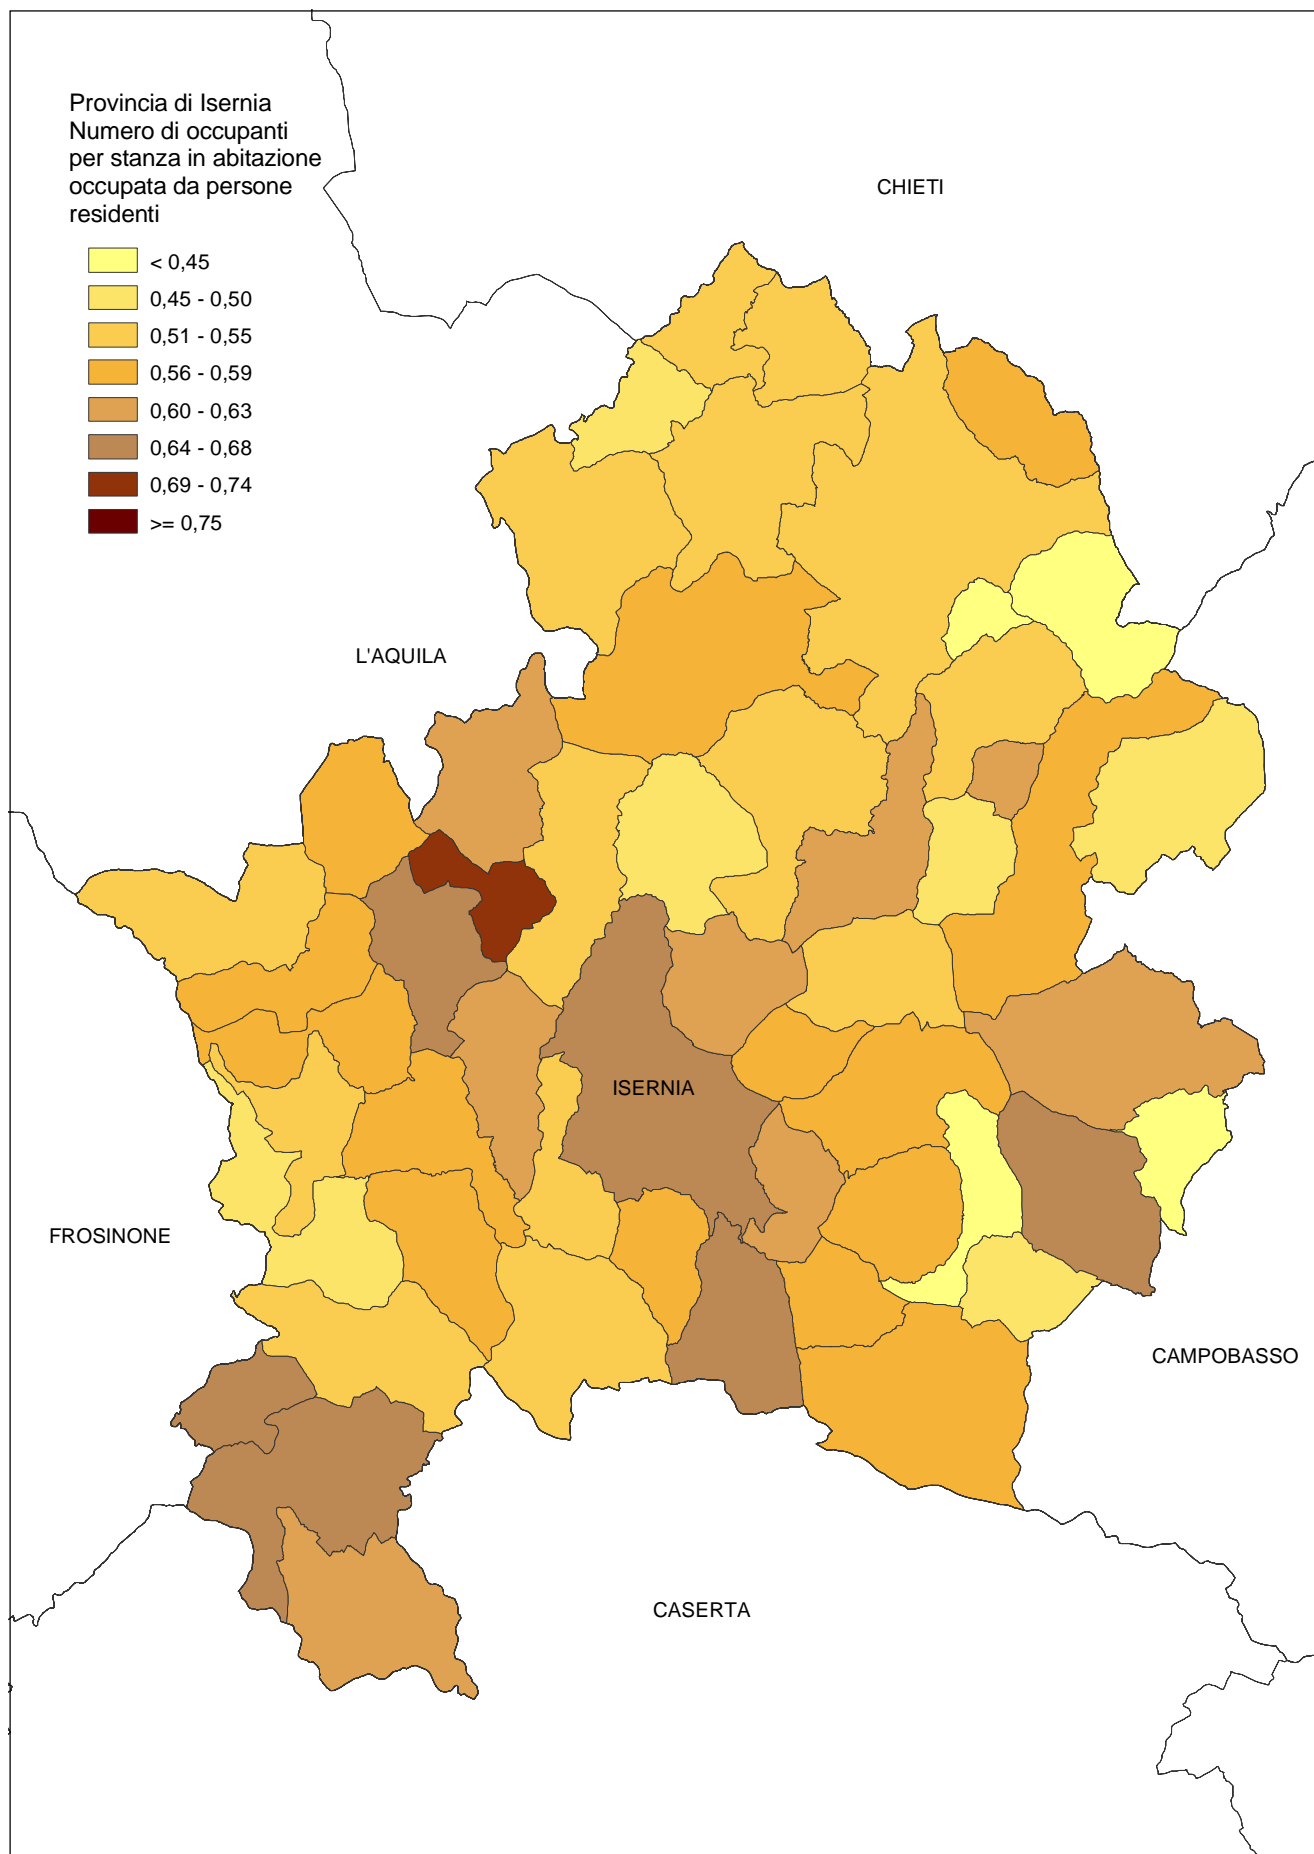 Provincia di Isernia
Numero di occupanti
per stanza in abitazione
occupata da persone
residenti
< 0,45
0,45 - 0,50
0,51 - 0,55
0,56 - 0,59
0,60 - 0,63
0,64 - 0,68
0,69 - 0,74
>= 0,75
CHIETI
L'AQUILA
ISERNIA
FROSINONE
CAMPOBASSO
CASERTA